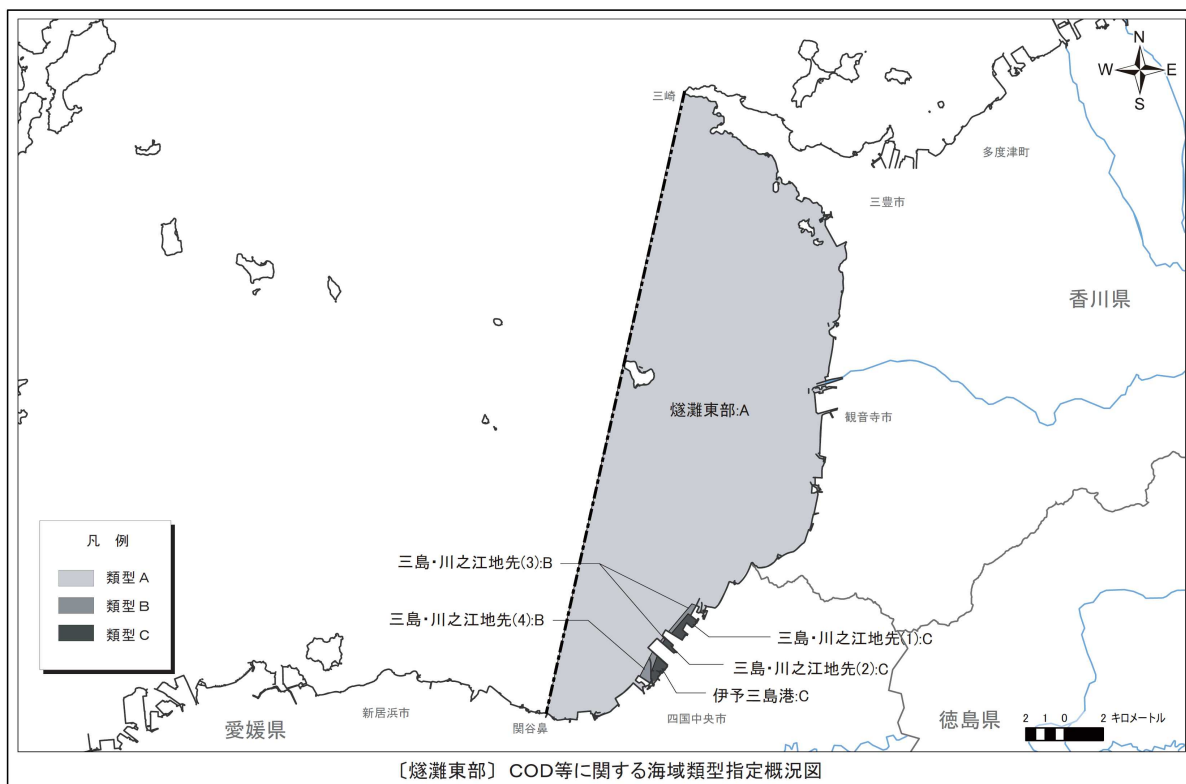 N
W E
S
三崎
多度津町
三豊市
香川県
燧灘東部:A
観音寺市
凡 例
類型A
類型B
類型C
三島・川之江地先(3):B
三島・川之江地先(4):B
三島・川之江地先(1):C
三島・川之江地先(2):C
伊予三島港:C
愛媛県
新居浜市
関谷鼻
四国中央市
徳島県
2 1 0 2 キロメートル
〔燧灘東部〕 COD等に関する海域類型指定概況図